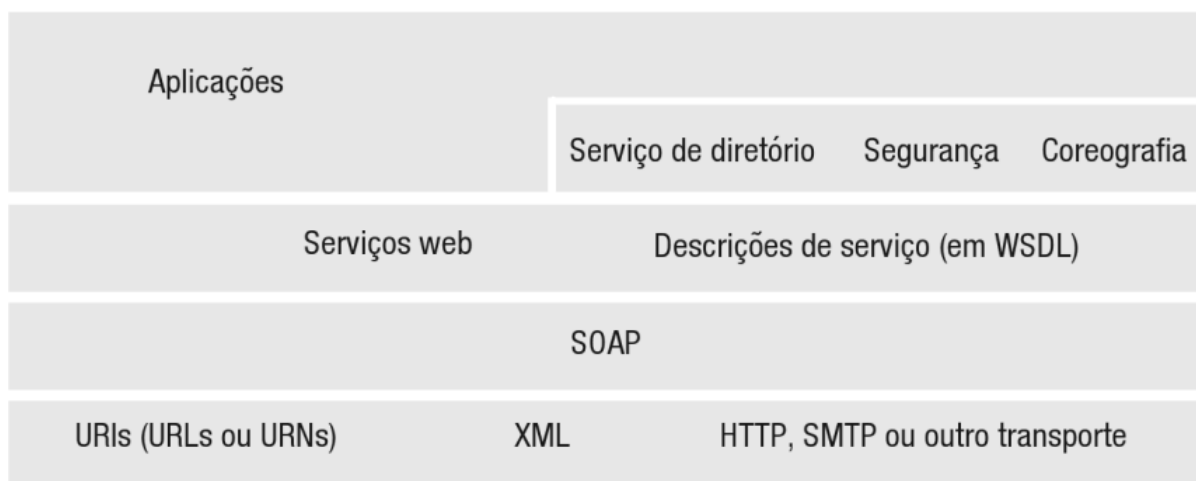 Aplicações
Serviço de diretório Segurança Coreografia
Serviços web Descrições de serviço (em WSDL)
SOAP
URIs (URLs ou URNs) XML HTTP, SMTP ou outro transporte